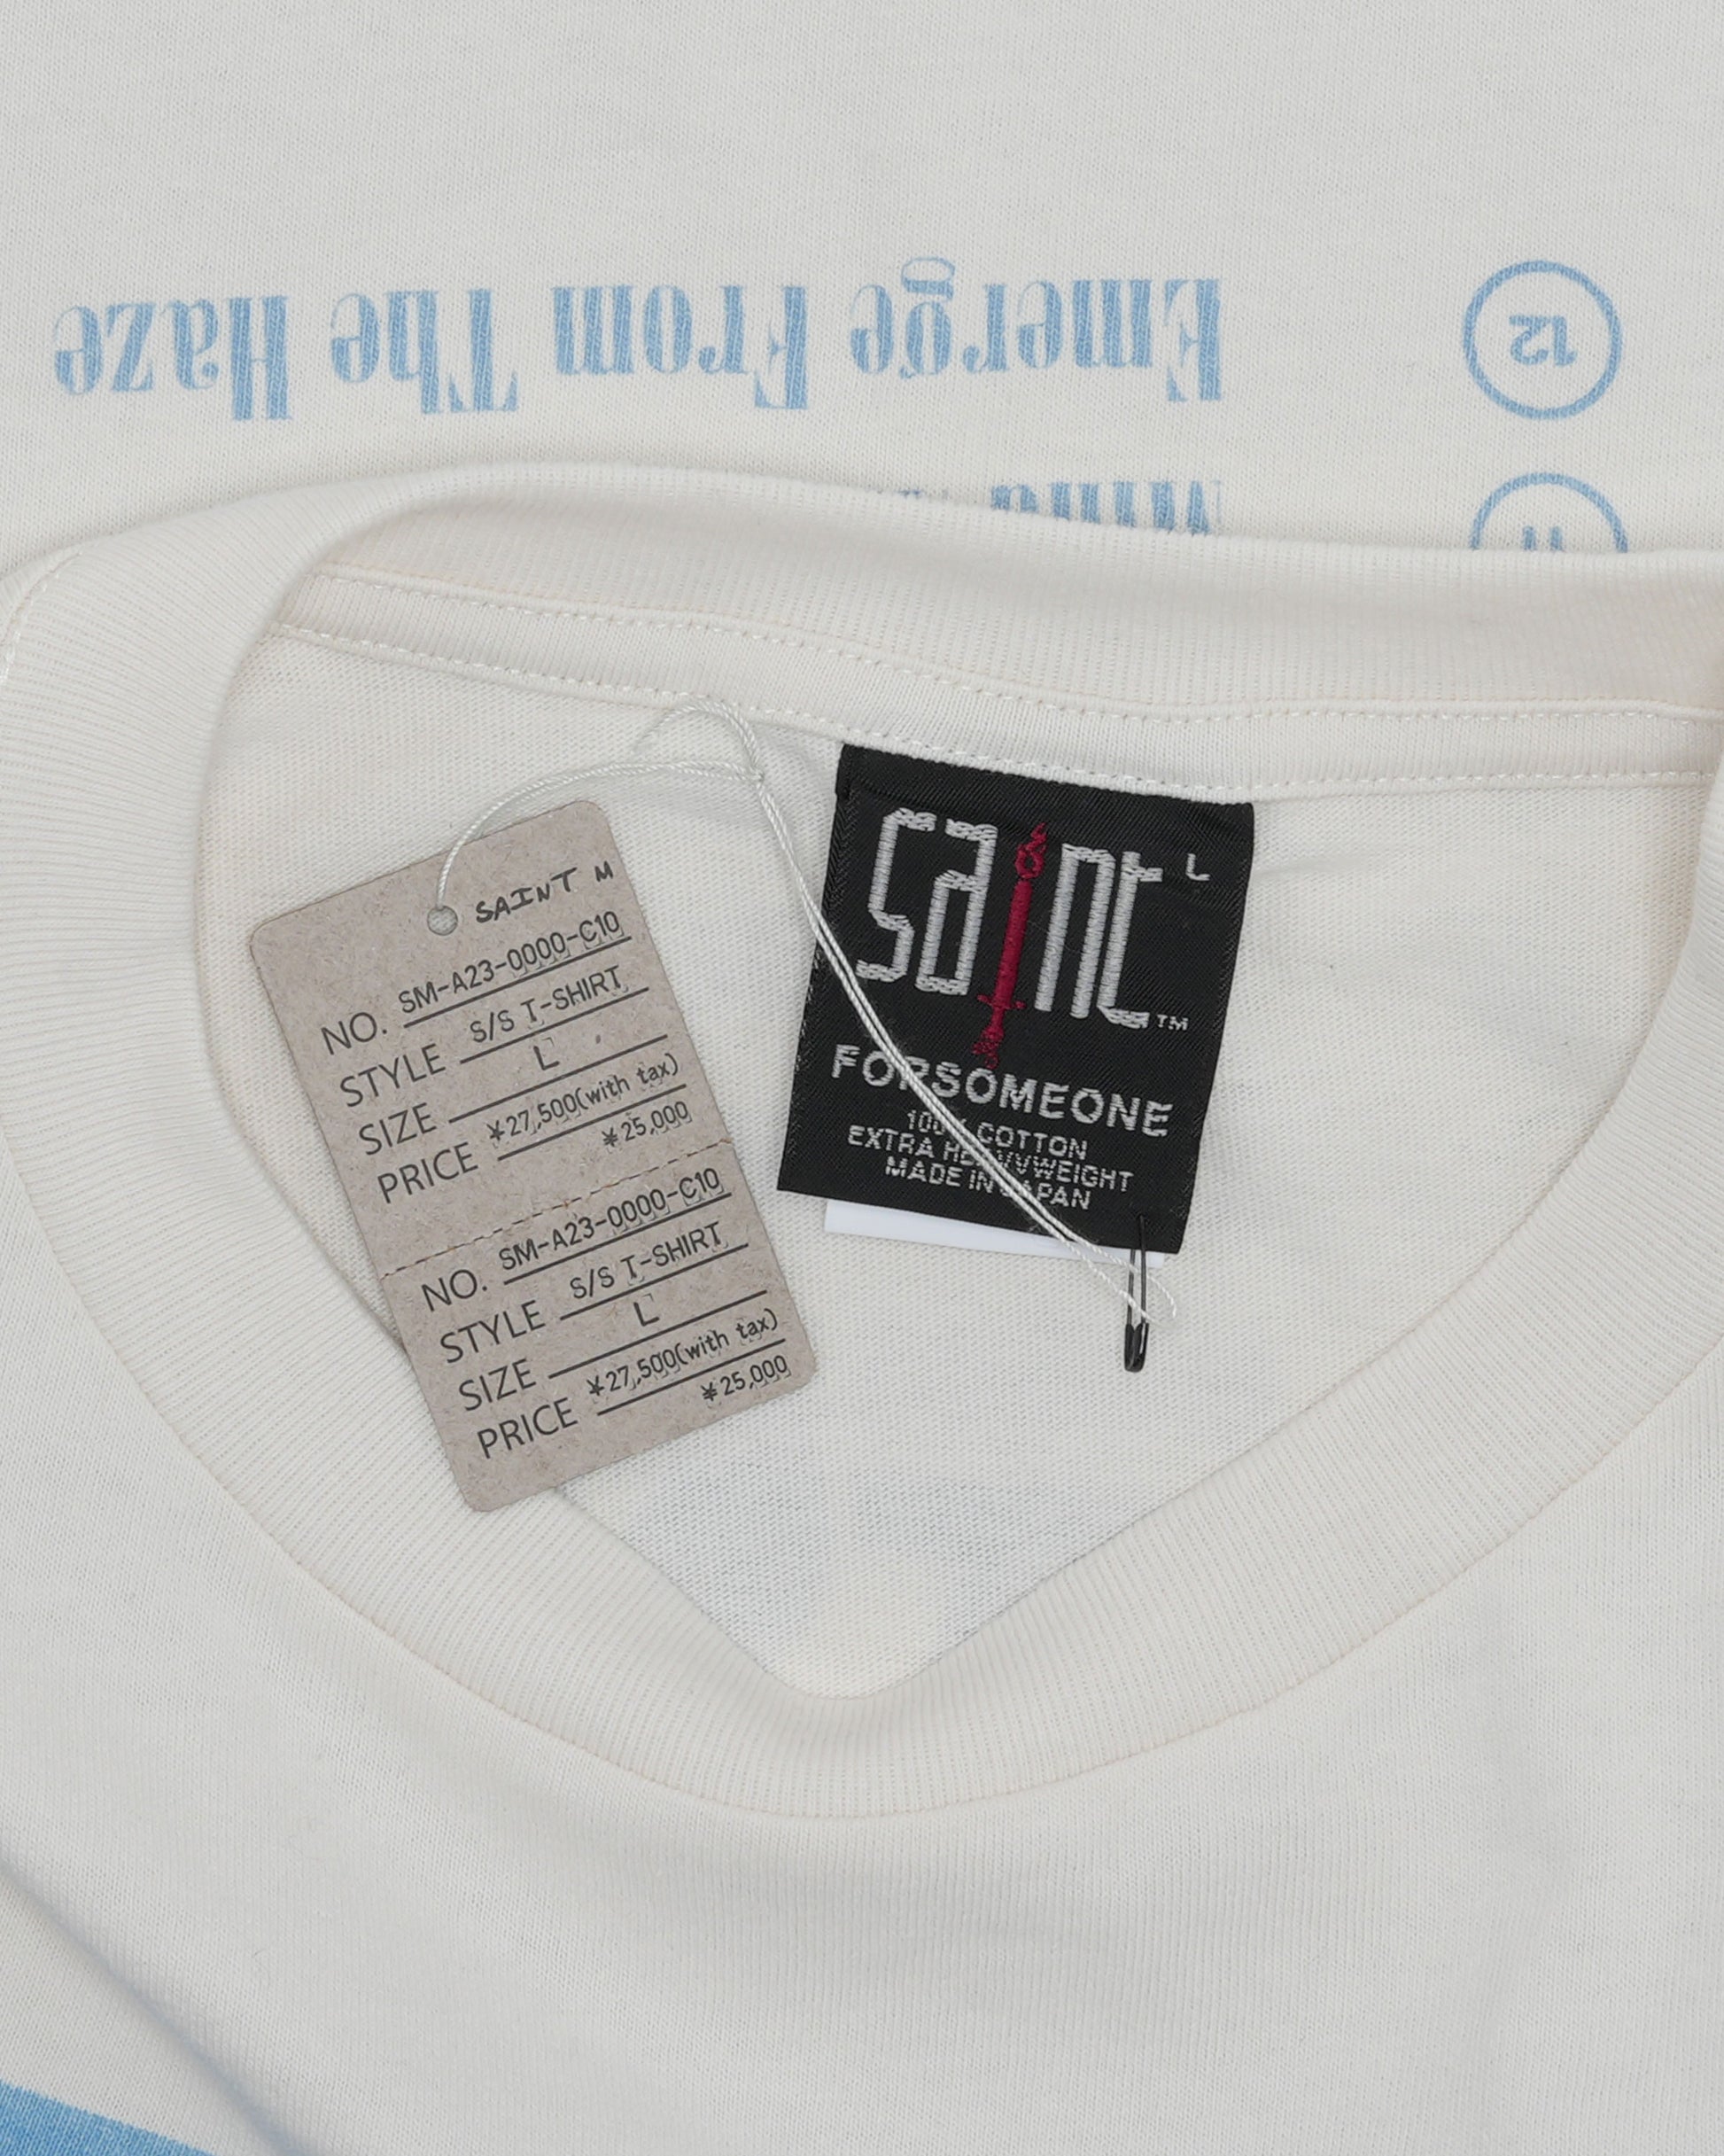 Emerge From The Haze
12
11
SAINT M
NO. SM-A23-0000-C10
STYLE S/S T-SHIRT
SIZE L
PRICE ¥27,500(with tax)
¥25,000
NO. SM-A23-0000-C10
STYLE S/S T-SHIRT
SIZE L
PRICE ¥27,500(with tax)
¥25,000
saint L
TM
FORSOMEONE
100% COTTON
EXTRA HEAVYWEIGHT
MADE IN JAPAN